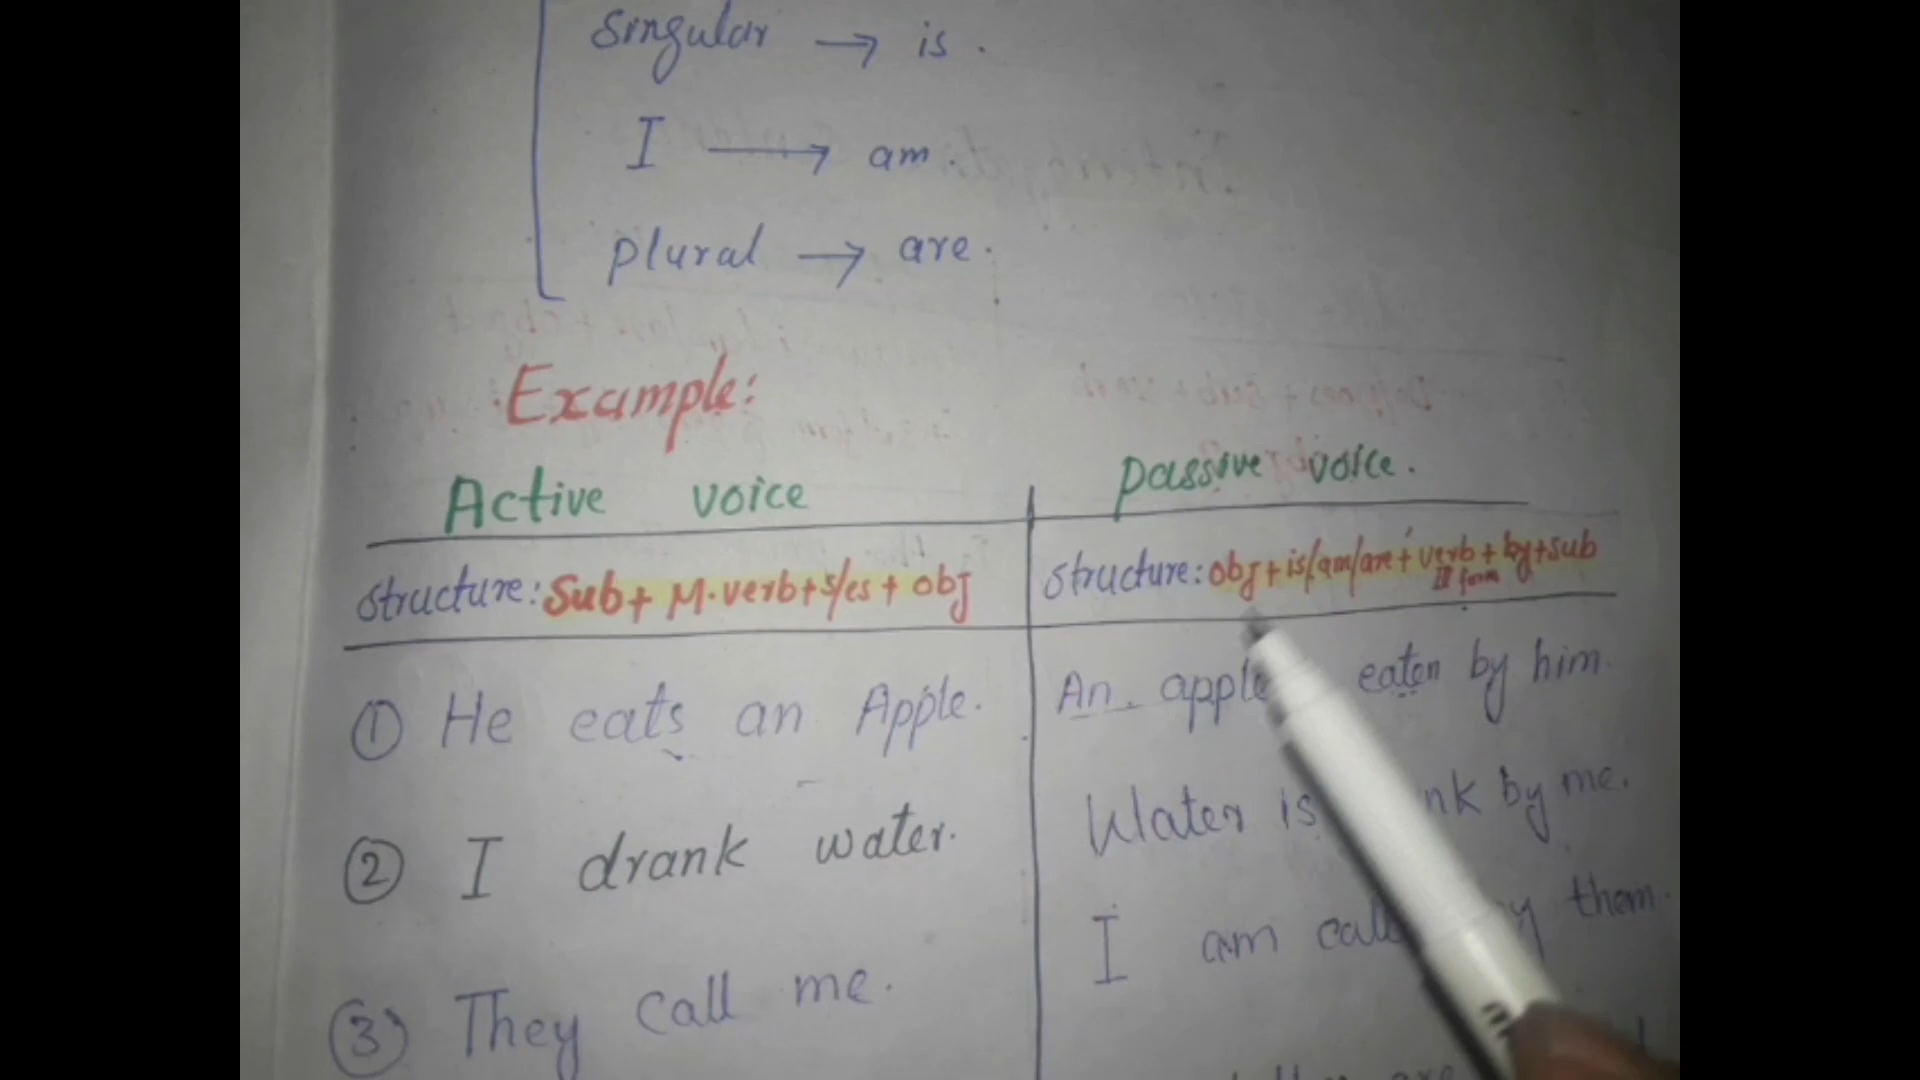 Singular → is.
I → am.
plural → are.
Example:
Active voice
passive voice.
structure: Sub + M.verb + s/es + obj
structure: obj + is/am/are + verb + by + sub
III form
① He eats an Apple.
An apple eaten by him.
② I drank water.
Water is by me.
③ They call me.
I am them.
are